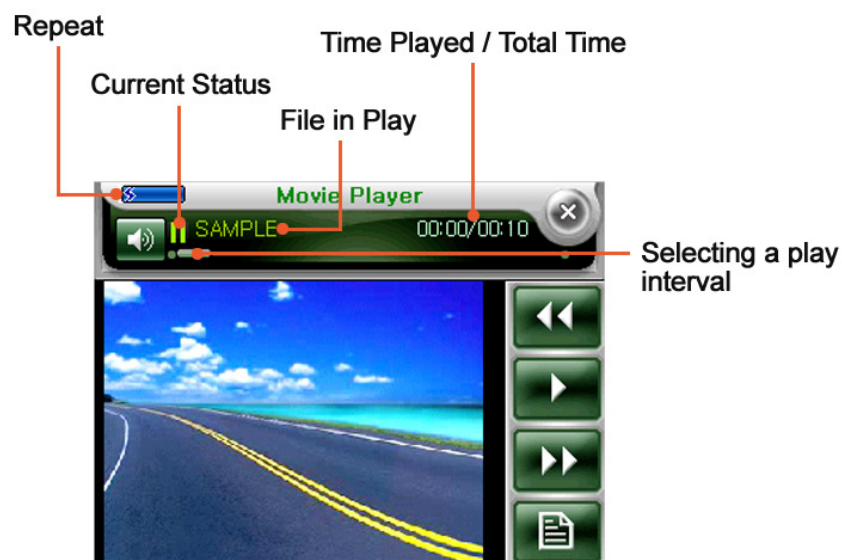 Repeat
Time Played / Total Time
Current Status
File in Play
Movie Player
SAMPLE
00:00/00:10
Selecting a play
interval